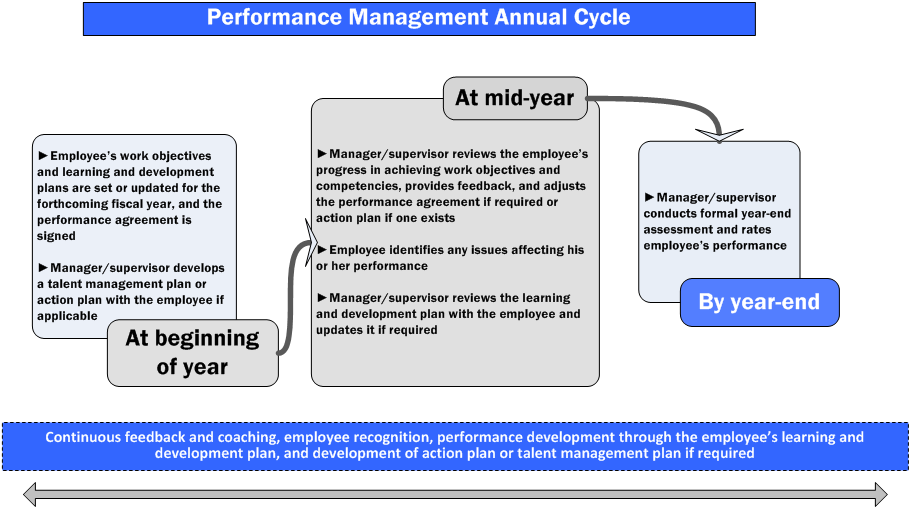 Performance Management Annual Cycle
►Employee's work objectives
and learning and development
plans are set or updated for the
forthcoming fiscal year, and the
performance agreement is
signed
►Manager/supervisor develops
a talent management plan or
action plan with the employee if
applicable
At beginning
of year
At mid-year
►Manager/supervisor reviews the employee's
progress in achieving work objectives and
competencies, provides feedback, and adjusts
the performance agreement if required or
action plan if one exists
►Employee identifies any issues affecting his
or her performance
►Manager/supervisor reviews the learning
and development plan with the employee and
updates it if required
►Manager/supervisor
conducts formal year-end
assessment and rates
employee's performance
By year-end
Continuous feedback and coaching, employee recognition, performance development through the employee's learning and
development plan, and development of action plan or talent management plan if required